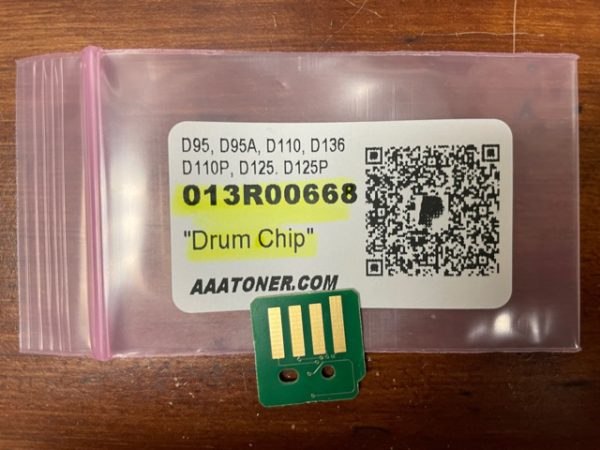 D95, D95A, D110, D136
D110P, D125. D125P
013R00668
"Drum Chip"
AAATONER.COM